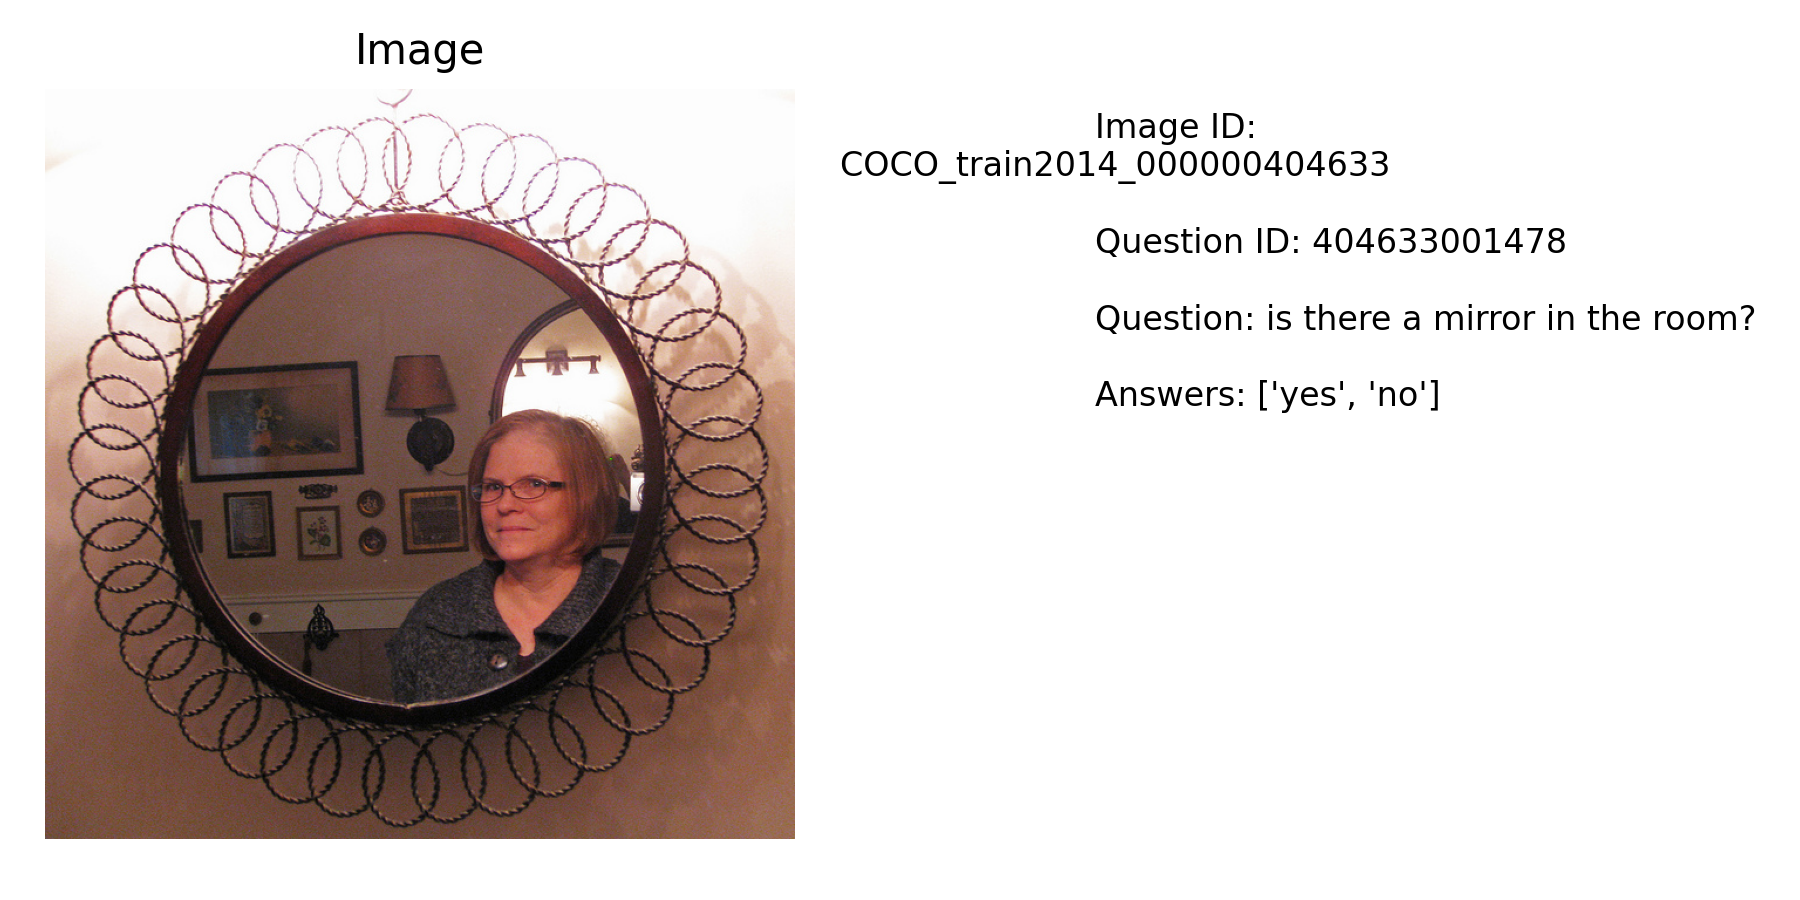 Image
Image ID:
COCO_train2014_000000404633
Question ID: 404633001478
Question: is there a mirror in the room?
Answers: ['yes', 'no']